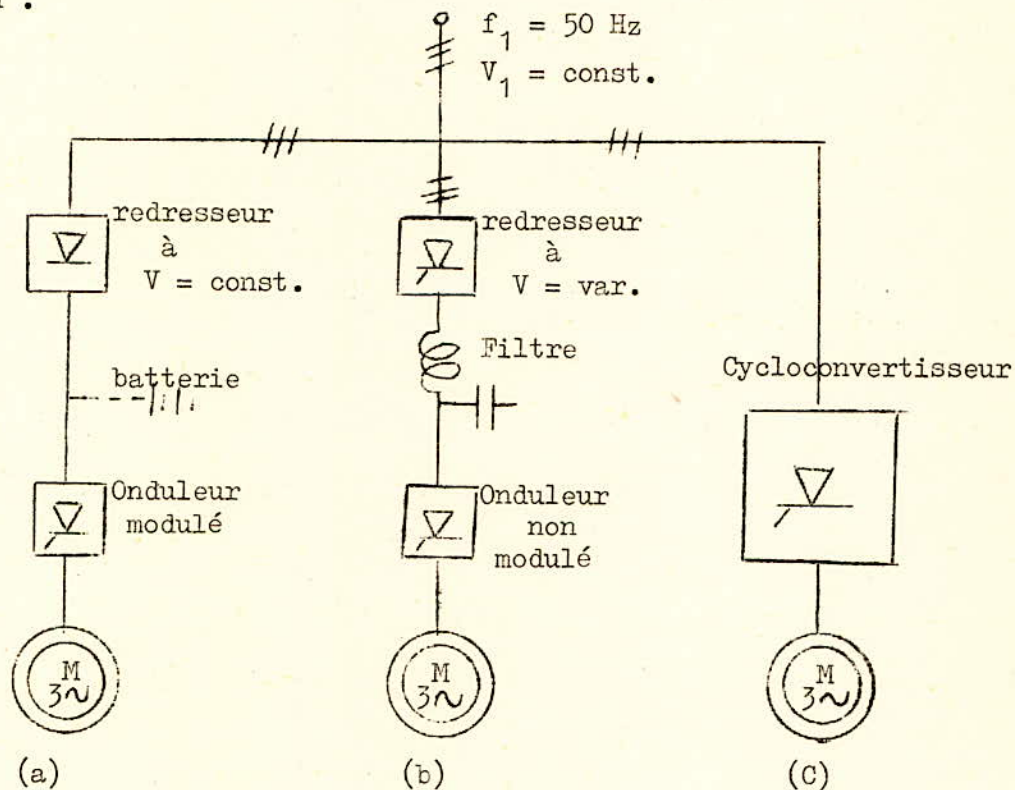 f₁ = 50 Hz
V₁ = const.
redresseur
à
V = const.
redresseur
à
V = var.
Filtre
batterie
Cycloconvertisseur
Onduleur
modulé
Onduleur
non
modulé
M
3~
M
3~
M
3~
(a)
(b)
(C)